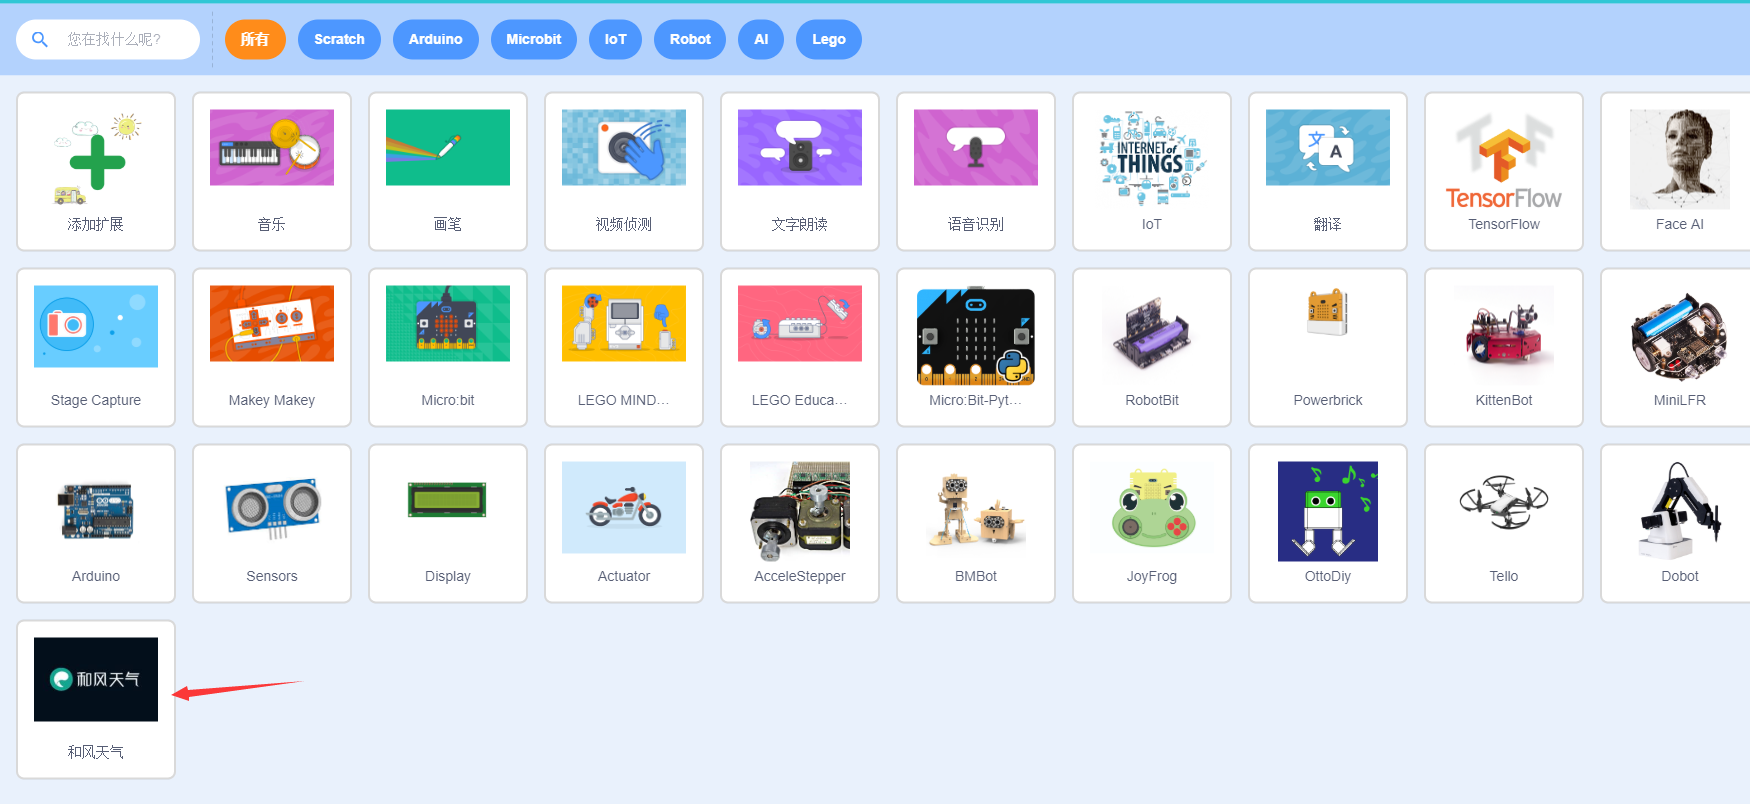 您在找什么呢?
所有
Scratch
Arduino
Microbit
IoT
Robot
AI
Lego
添加扩展
音乐
画笔
视频侦测
文字朗读
语音识别
INTERNET of THINGS
IoT
文 A
翻译
TensorFlow
TensorFlow
Face AI
Stage Capture
Makey Makey
Micro:bit
LEGO MIND...
LEGO Educa...
Micro:Bit-Pyt...
RobotBit
Powerbrick
KittenBot
MiniLFR
Arduino
Sensors
Display
Actuator
AcceleStepper
BMBot
JoyFrog
OttoDiy
Tello
Dobot
和风天气
和风天气